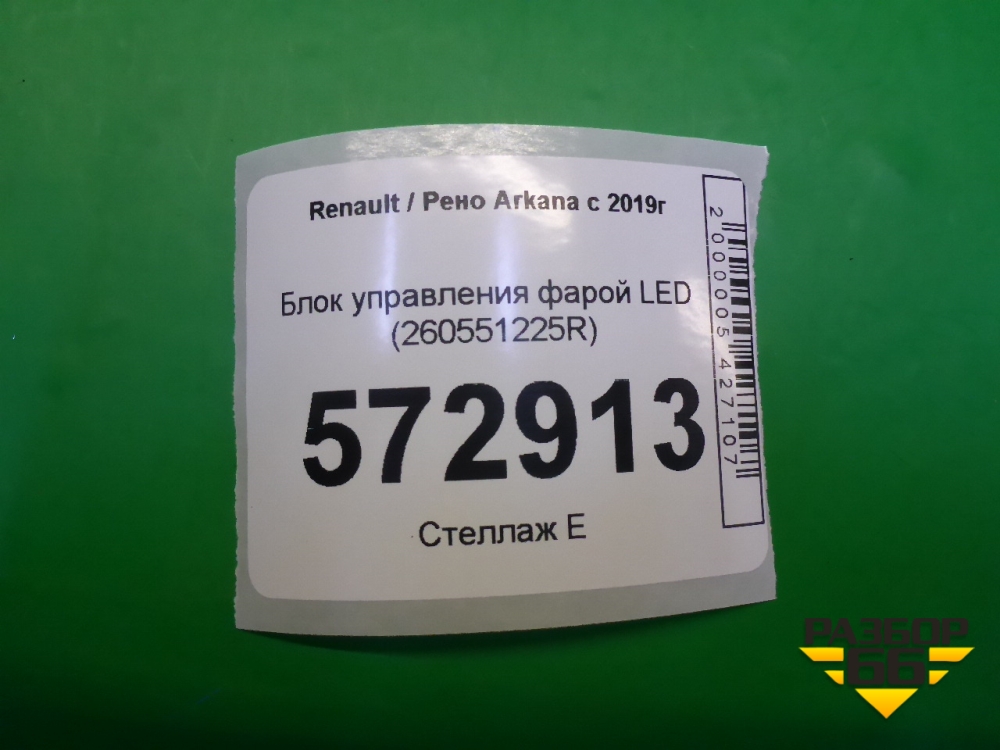 Renault / Рено Arkana с 2019г
Блок управления фарой LED
(260551225R)
572913
Стеллаж Е
2000005427107
РАЗБОР
66